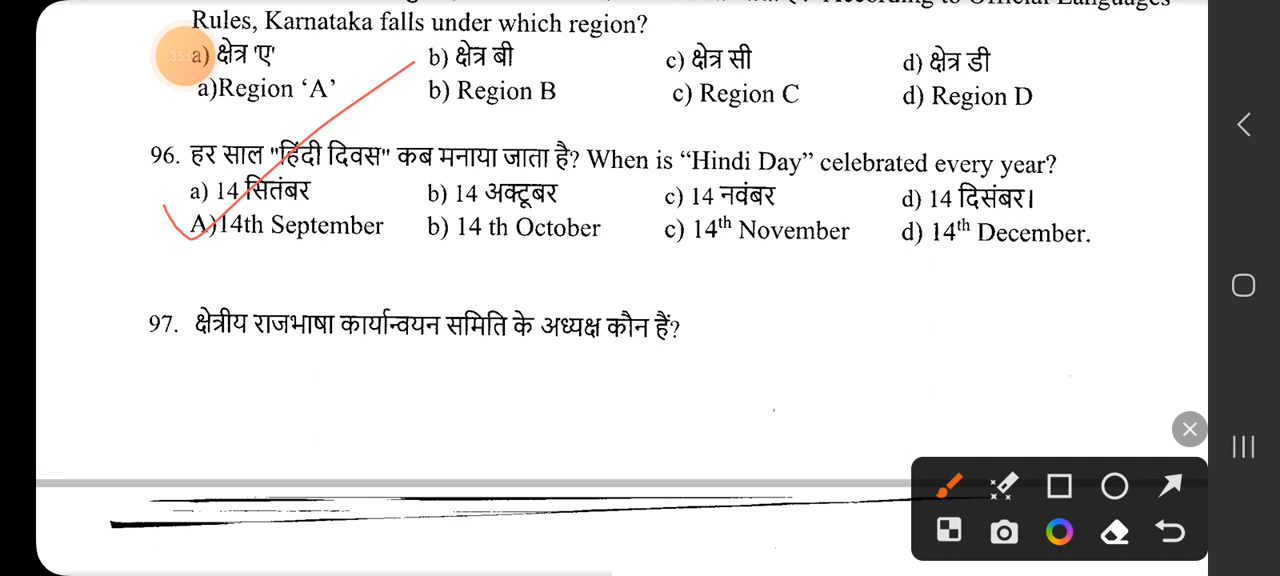 Rules, Karnataka falls under which region?
a) क्षेत्र 'ए' b) क्षेत्र बी c) क्षेत्र सी d) क्षेत्र डी
a)Region ‘A’ b) Region B c) Region C d) Region D
96. हर साल "हिंदी दिवस" कब मनाया जाता है? When is “Hindi Day” celebrated every year?
a) 14 सितंबर b) 14 अक्टूबर c) 14 नवंबर d) 14 दिसंबर।
A)14th September b) 14 th October c) 14th November d) 14th December.
97. क्षेत्रीय राजभाषा कार्यान्वयन समिति के अध्यक्ष कौन हैं?